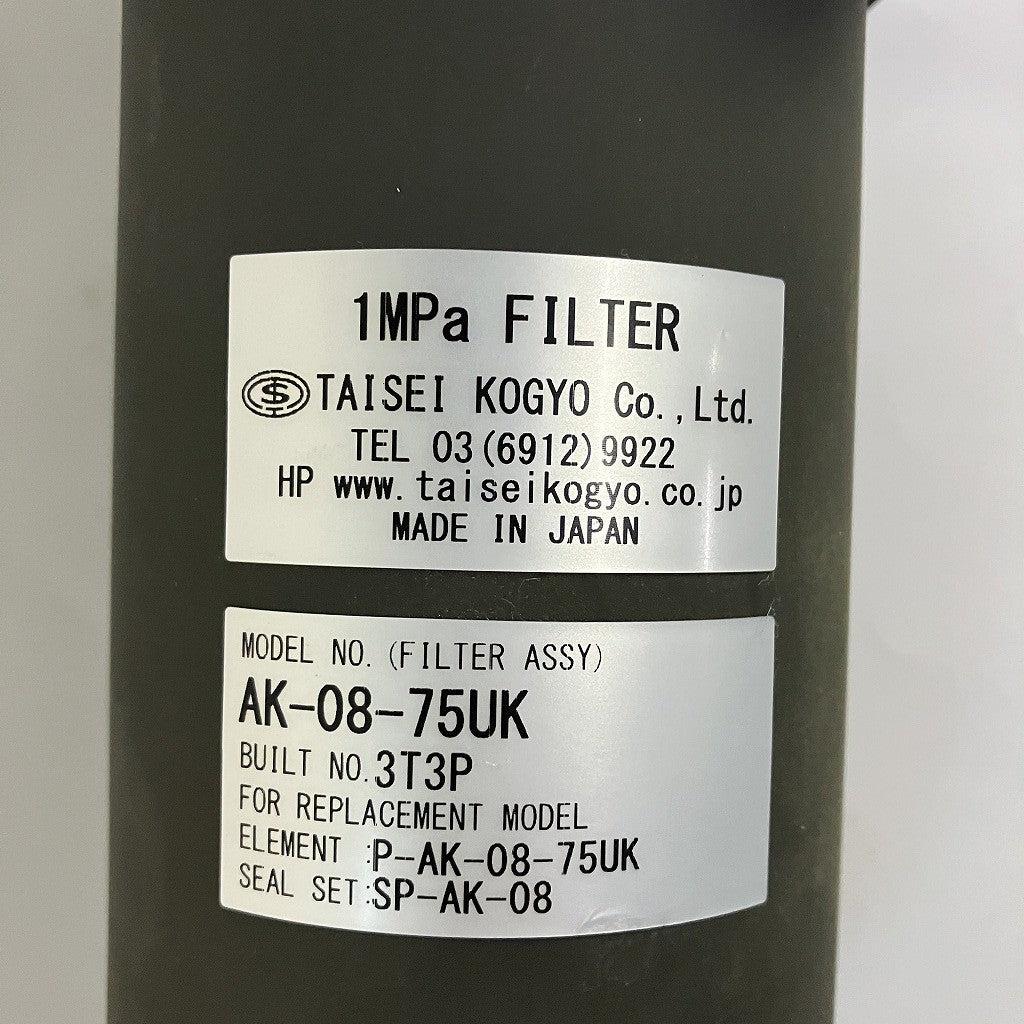 1MPa FILTER
TAISEI KOGYO Co.,Ltd.
TEL 03(6912)9922
HP www.taiseikogyo.co.jp
MADE IN JAPAN
MODEL NO.(FILTER ASSY)
AK-08-75UK
BUILT NO.3T3P
FOR REPLACEMENT MODEL
ELEMENT :P-AK-08-75UK
SEAL SET:SP-AK-08